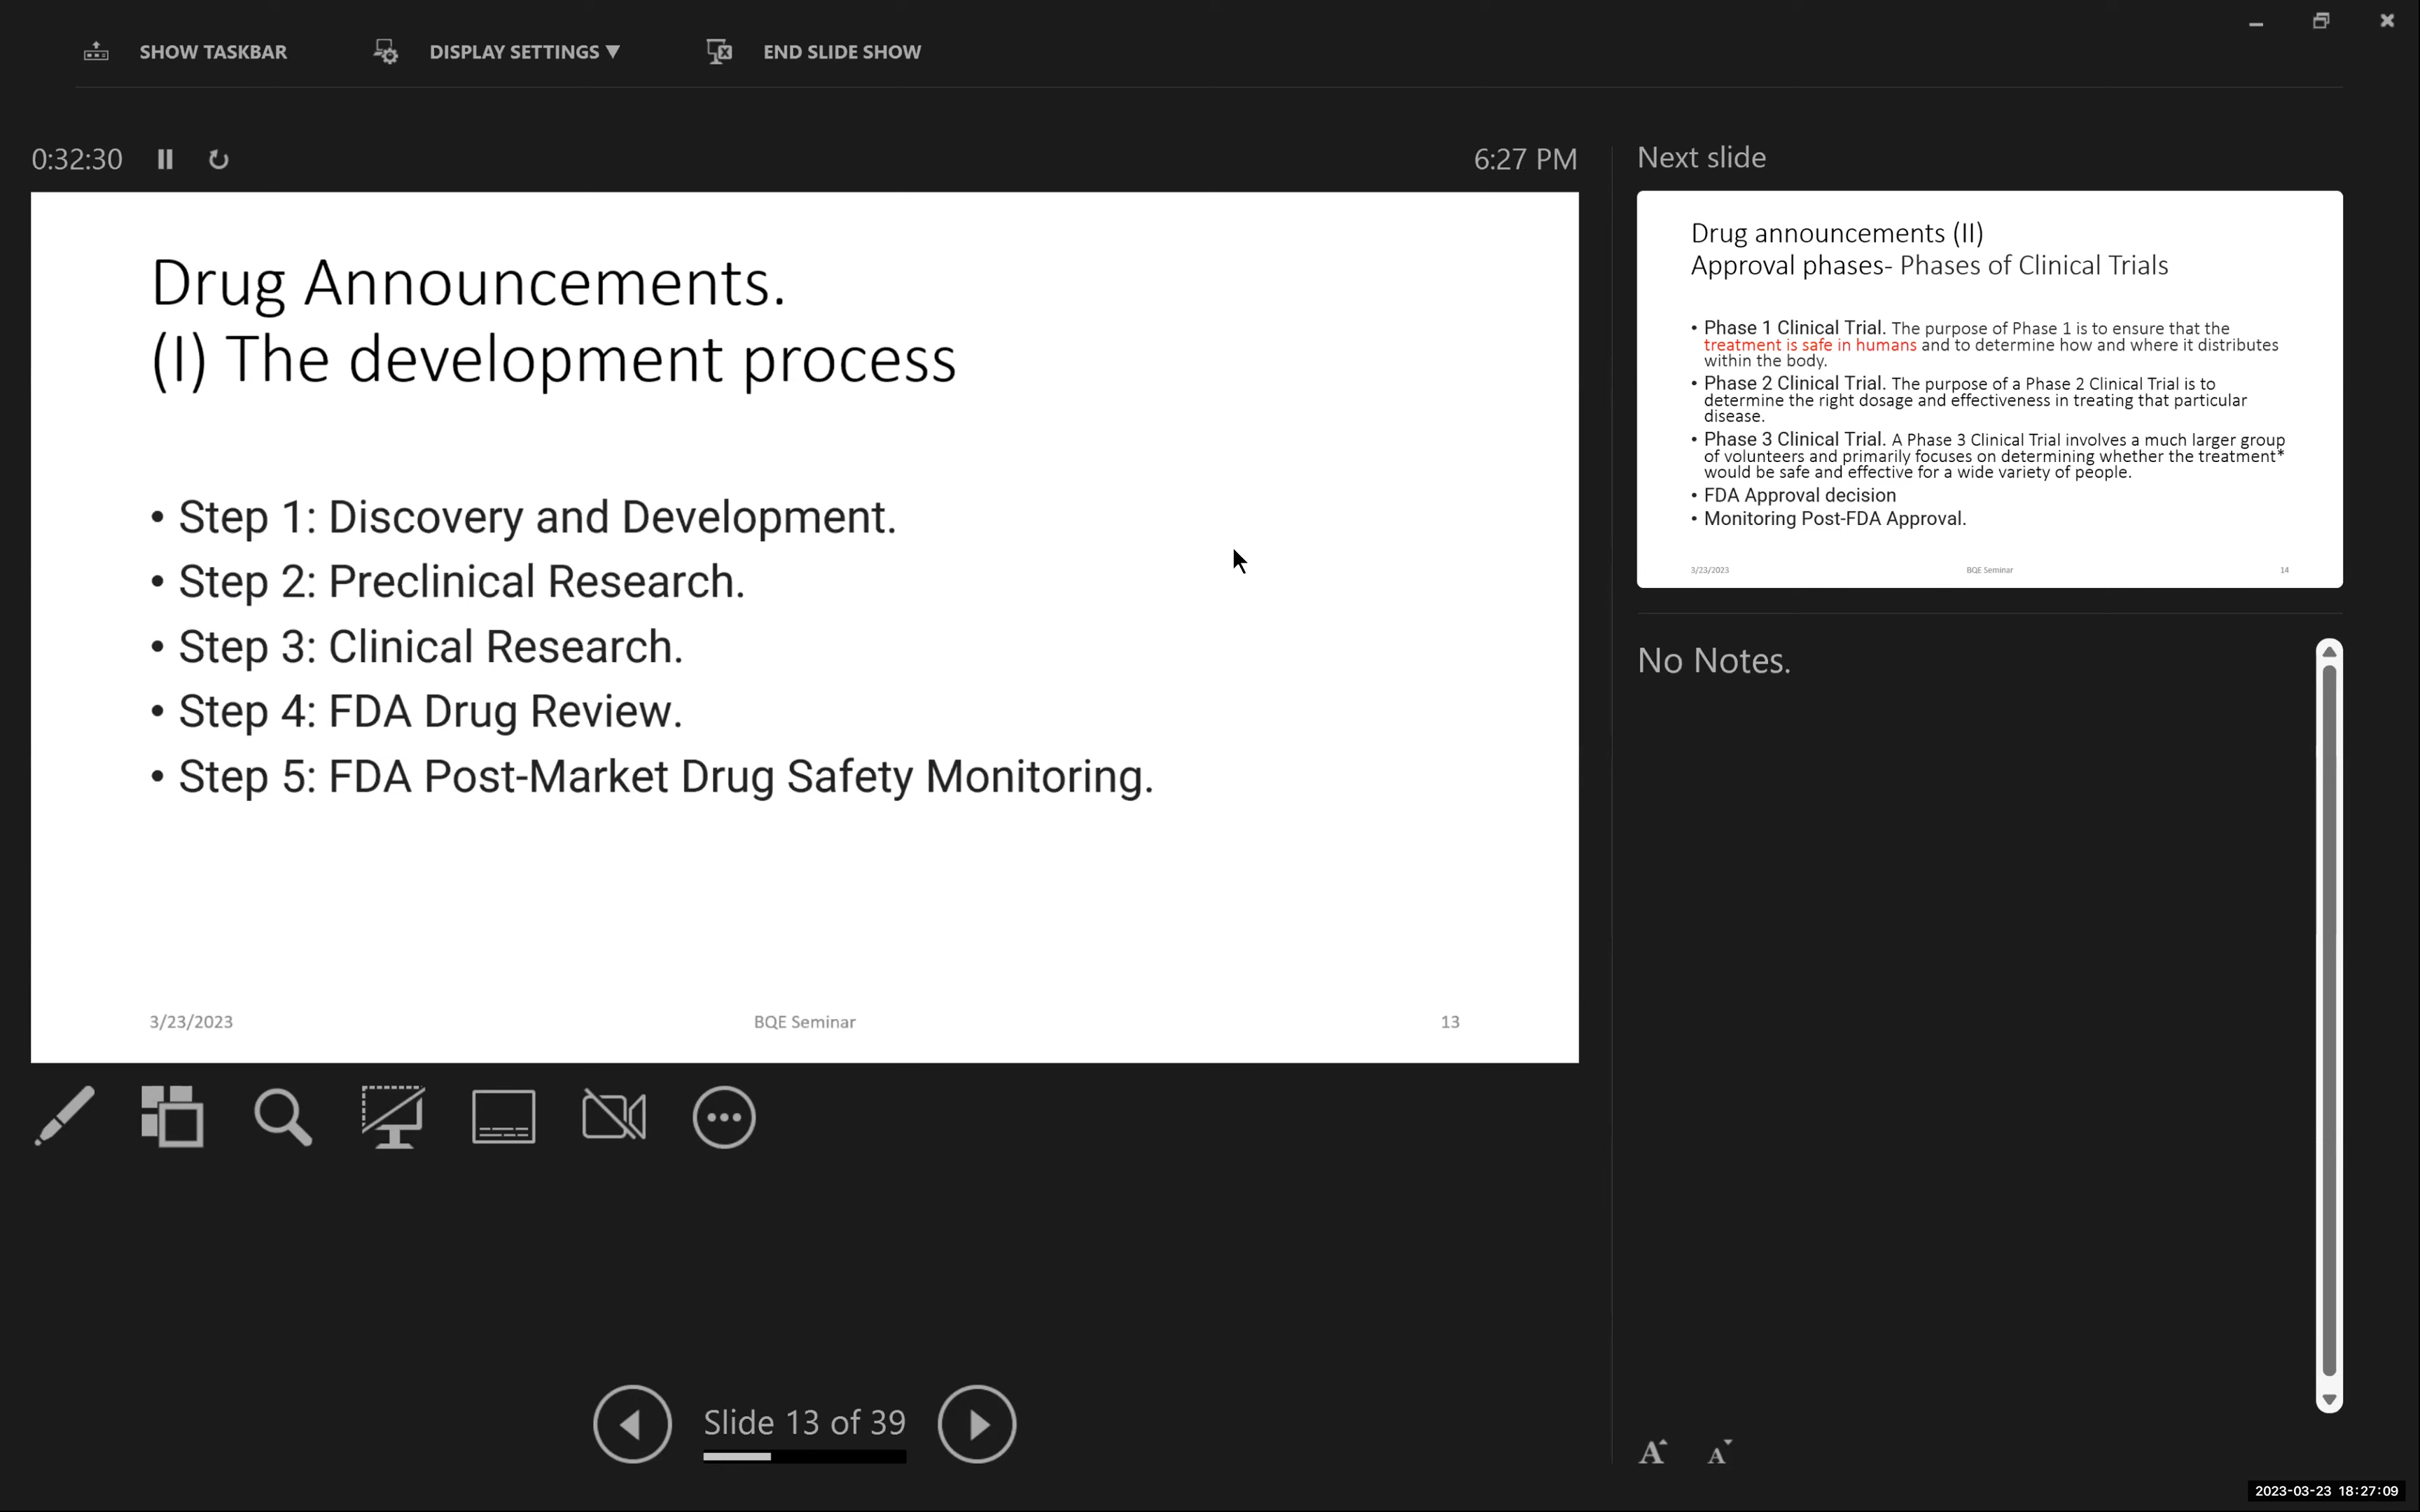 SHOW TASKBAR
DISPLAY SETTINGS ▼
END SLIDE SHOW
0:32:30
6:27 PM
Drug Announcements.
(I) The development process
• Step 1: Discovery and Development.
• Step 2: Preclinical Research.
• Step 3: Clinical Research.
• Step 4: FDA Drug Review.
• Step 5: FDA Post-Market Drug Safety Monitoring.
3/23/2023
BQE Seminar
13
Slide 13 of 39
Next slide
Drug announcements (II)
Approval phases- Phases of Clinical Trials
• Phase 1 Clinical Trial. The purpose of Phase 1 is to ensure that the
treatment is safe in humans and to determine how and where it distributes
within the body.
• Phase 2 Clinical Trial. The purpose of a Phase 2 Clinical Trial is to
determine the right dosage and effectiveness in treating that particular
disease.
• Phase 3 Clinical Trial. A Phase 3 Clinical Trial involves a much larger group
of volunteers and primarily focuses on determining whether the treatment*
would be safe and effective for a wide variety of people.
• FDA Approval decision
• Monitoring Post-FDA Approval.
3/23/2023
BQE Seminar
14
No Notes.
A A
2023-03-23 18:27:09